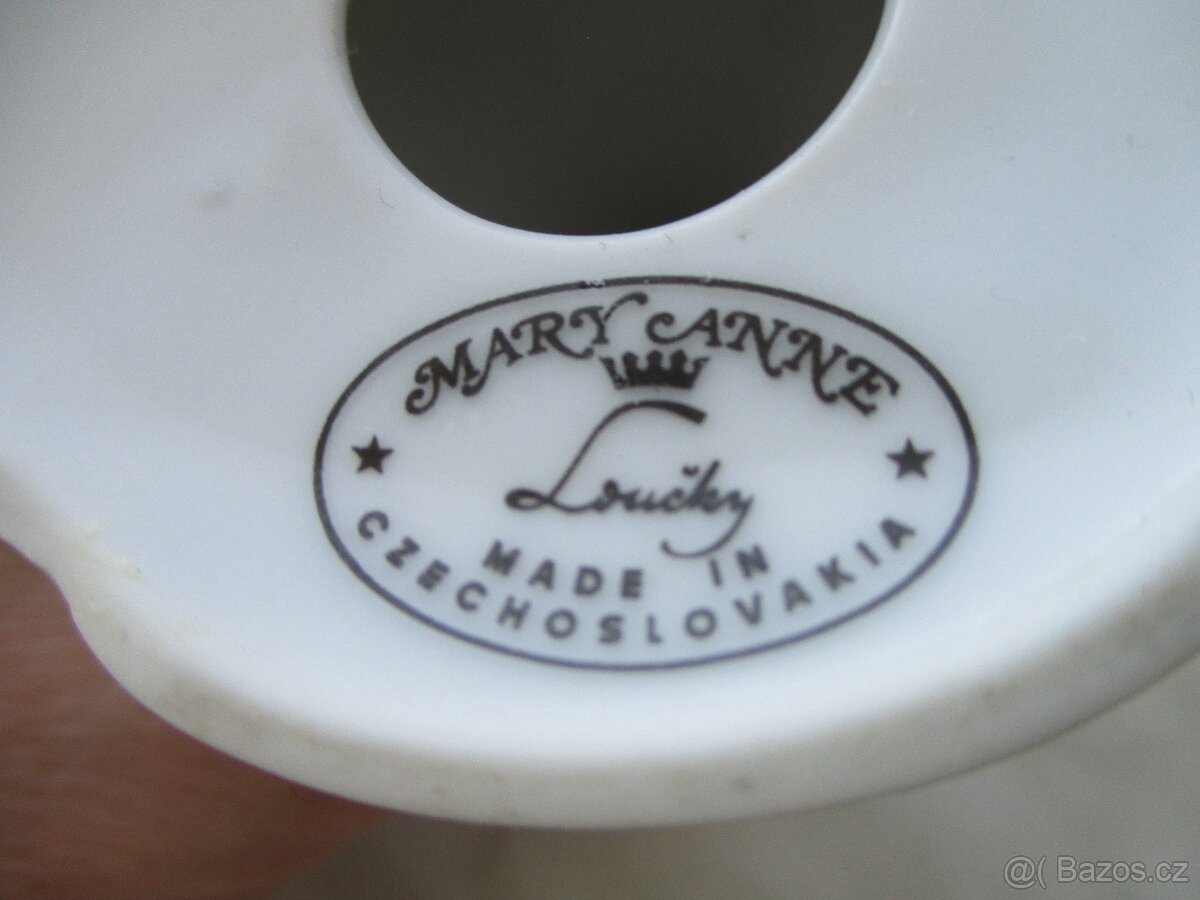 MARY ANNE
★ Loučky ★
MADE IN
CZECHOSLOVAKIA
@( Bazos.cz